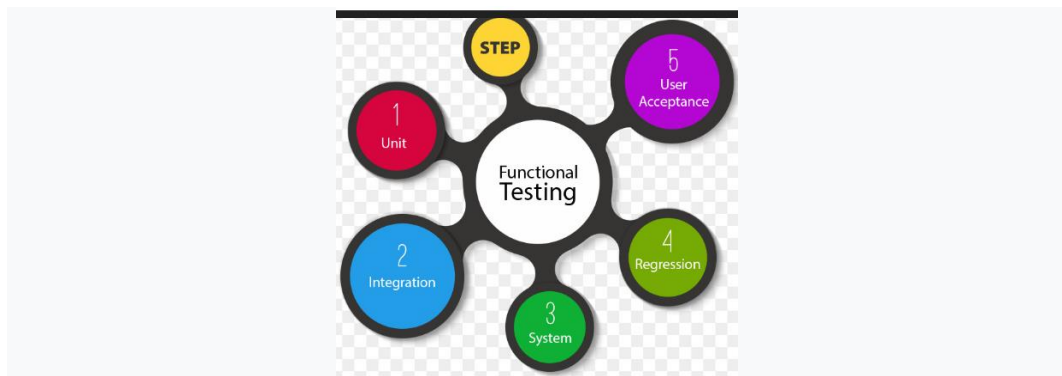 STEP
1
Unit
2
Integration
3
System
4
Regression
5
User
Acceptance
Functional
Testing